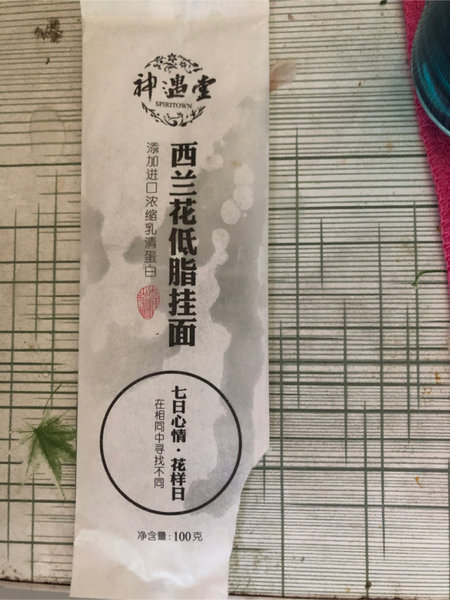 神遇堂
SPIRITOWN
西兰花低脂挂面
添加进口浓缩乳清蛋白
七日心情·花样日
在相同中寻找不同
净含量:100克